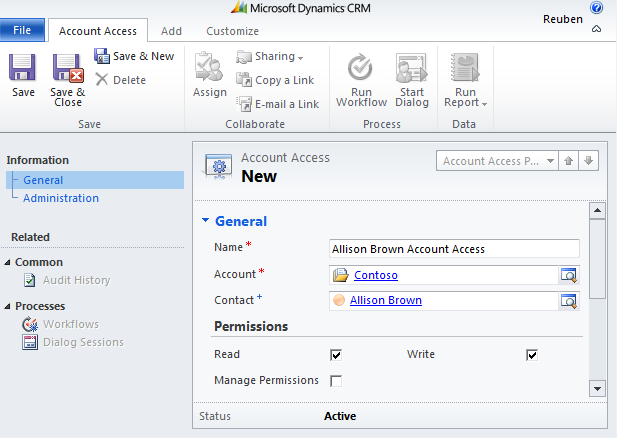 Microsoft Dynamics CRM
File Account Access Add Customize Reuben
Save
Save & Close
Save & New
Delete
Save
Assign
Sharing
Copy a Link
E-mail a Link
Collaborate
Run Workflow
Start Dialog
Process
Run Report
Data
Information
General
Administration
Related
Common
Audit History
Processes
Workflows
Dialog Sessions
Account Access
New
Account Access P...
General
Name * Allison Brown Account Access
Account * Contoso
Contact + Allison Brown
Permissions
Read Write
Manage Permissions
Status Active